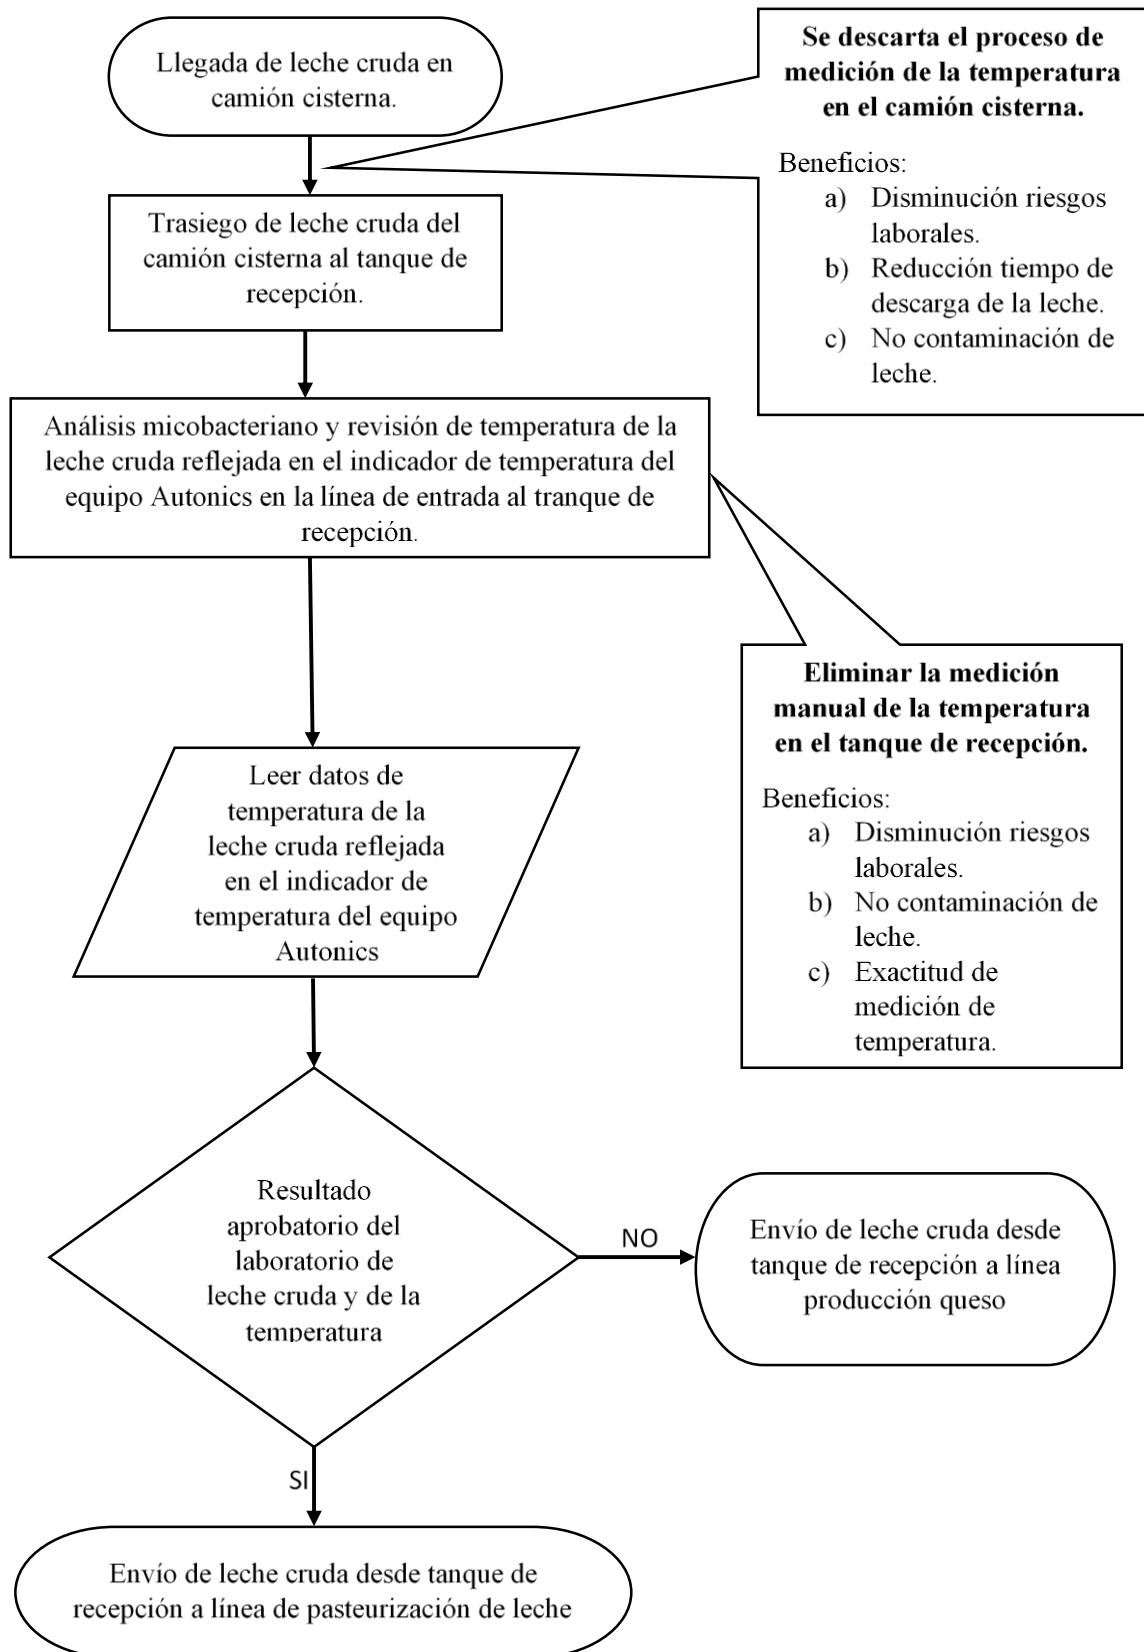 Llegada de leche cruda en
camión cisterna.
Se descarta el proceso de
medición de la temperatura
en el camión cisterna.
Beneficios:
a) Disminución riesgos
laborales.
b) Reducción tiempo de
descarga de la leche.
c) No contaminación de
leche.
Trasiego de leche cruda del
camión cisterna al tanque de
recepción.
Análisis micobacteriano y revisión de temperatura de la
leche cruda reflejada en el indicador de temperatura del
equipo Autonics en la línea de entrada al tranque de
recepción.
Eliminar la medición
manual de la temperatura
en el tanque de recepción.
Beneficios:
a) Disminución riesgos
laborales.
b) No contaminación de
leche.
c) Exactitud de
medición de
temperatura.
Leer datos de
temperatura de la
leche cruda reflejada
en el indicador de
temperatura del equipo
Autonics
Resultado
aprobatorio del
laboratorio de
leche cruda y de la
temperatura
NO
Envío de leche cruda desde
tanque de recepción a línea
producción queso
SI
Envío de leche cruda desde tanque de
recepción a línea de pasteurización de leche